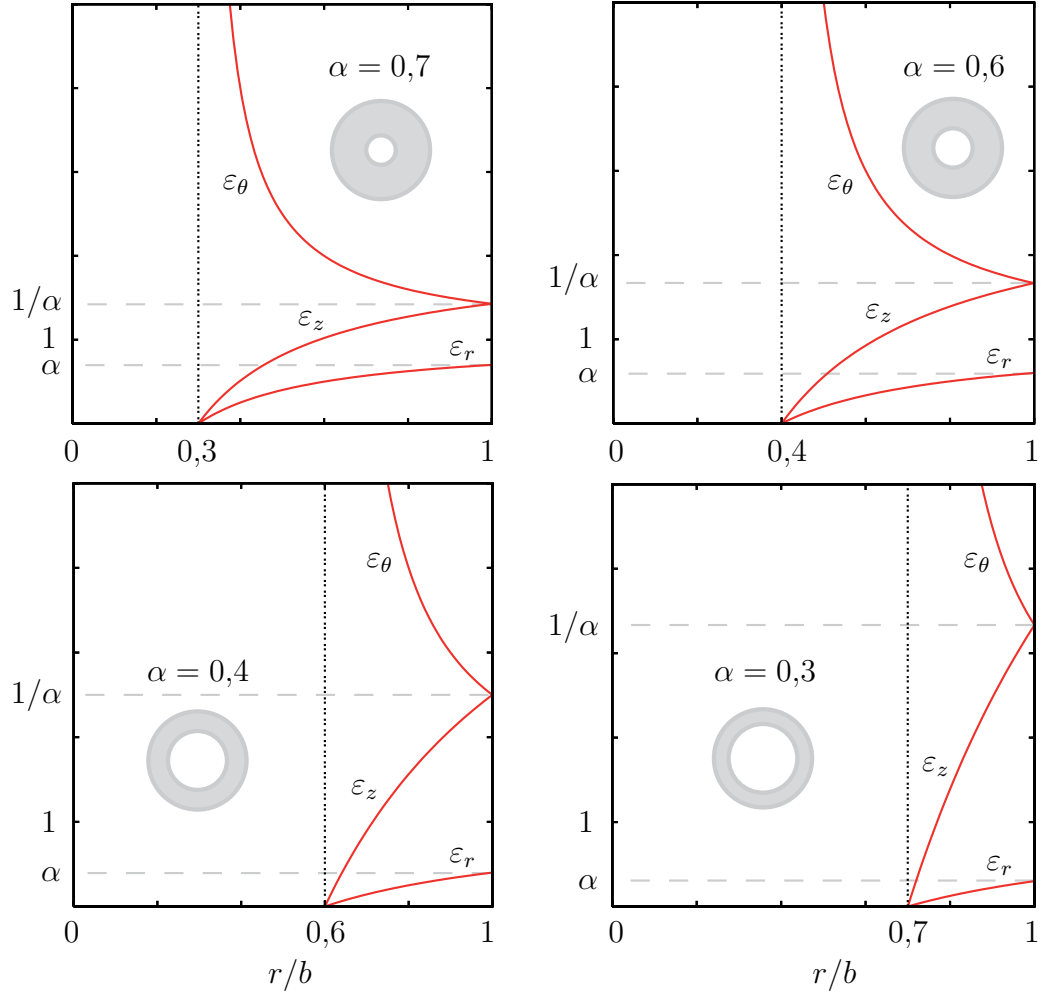 α = 0,7
ε_θ
1/α
ε_z
1
ε_r
α
0 0,3 1
α = 0,6
ε_θ
1/α
ε_z
1
ε_r
α
0 0,4 1
ε_θ
α = 0,4
1/α
ε_z
1
ε_r
α
0 0,6 1
r/b
ε_θ
1/α
α = 0,3
ε_z
1
ε_r
α
0 0,7 1
r/b